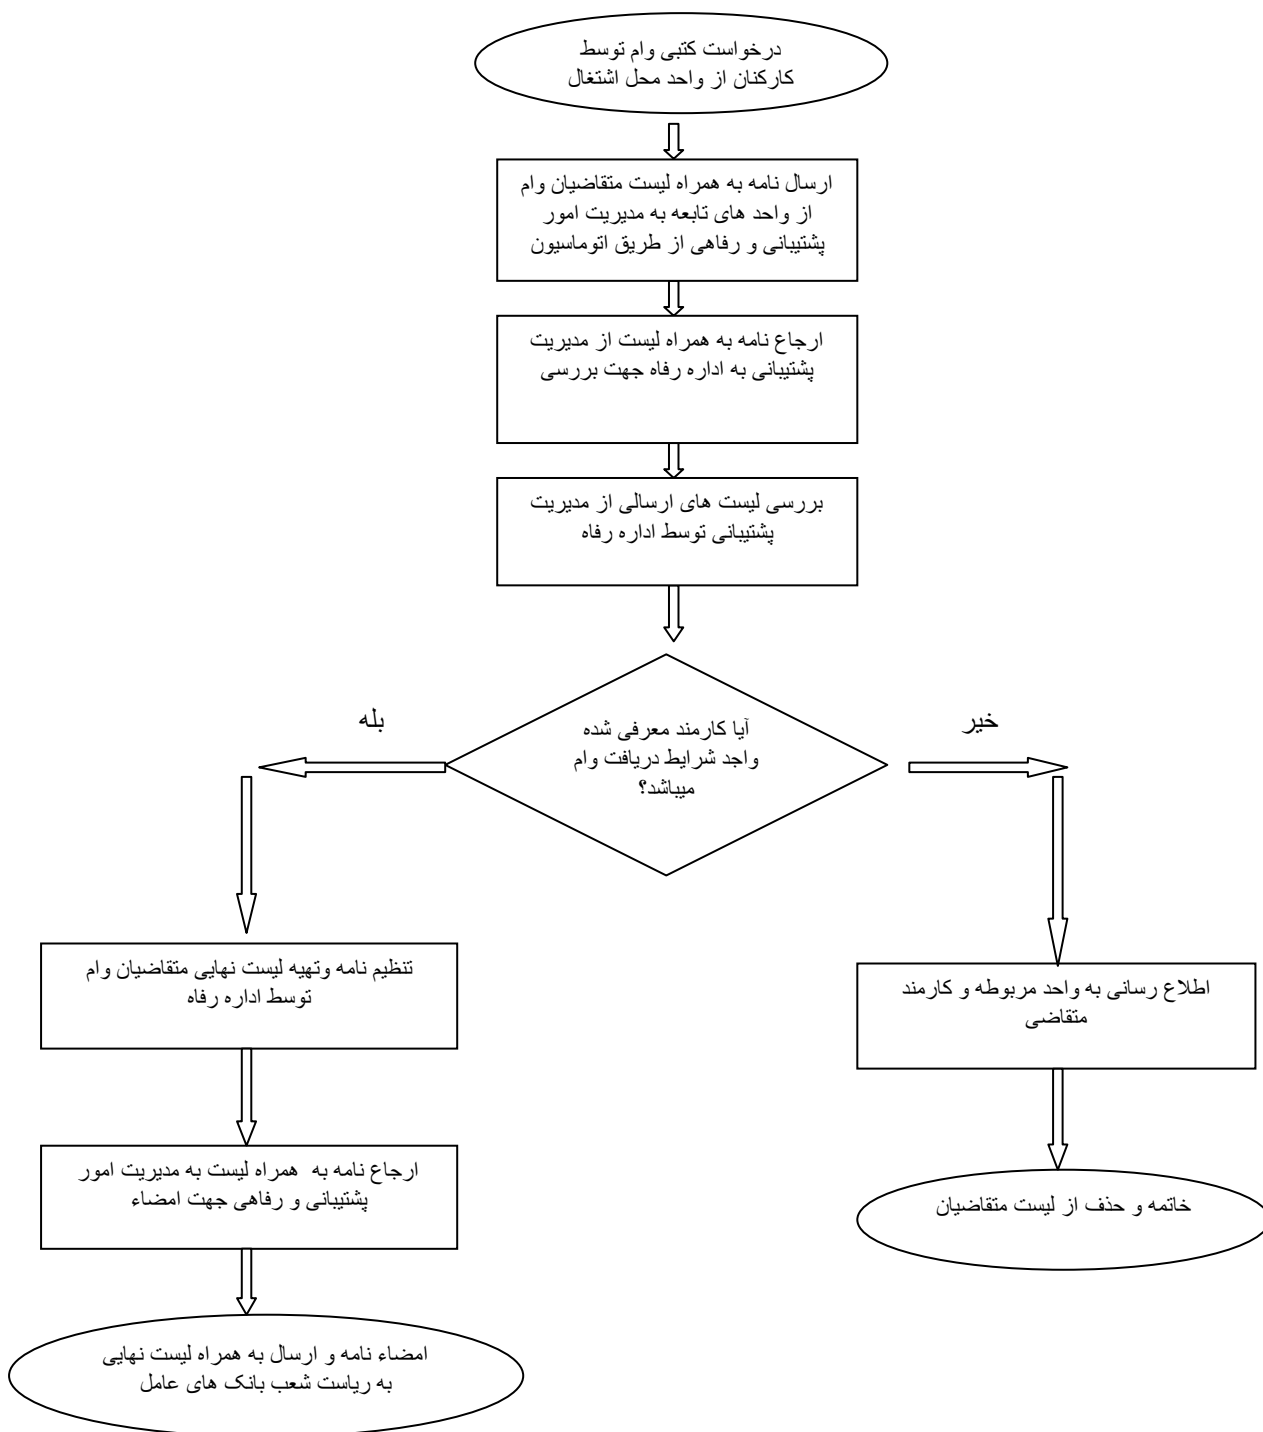 درخواست کتبی وام توسط
کارکنان از واحد محل اشتغال
ارسال نامه به همراه لیست متقاضیان وام
از واحد های تابعه به مدیریت امور
پشتیبانی و رفاهی از طریق اتوماسیون
ارجاع نامه به همراه لیست از مدیریت
پشتیبانی به اداره رفاه جهت بررسی
بررسی لیست های ارسالی از مدیریت
پشتیبانی توسط اداره رفاه
آیا کارمند معرفی شده
واجد شرایط دریافت وام
میباشد؟
خیر
بله
اطلاع رسانی به واحد مربوطه و کارمند
متقاضی
خاتمه و حذف از لیست متقاضیان
تنظیم نامه وتهیه لیست نهایی متقاضیان وام
توسط اداره رفاه
ارجاع نامه به همراه لیست به مدیریت امور
پشتیبانی و رفاهی جهت امضاء
امضاء نامه و ارسال به همراه لیست نهایی
به ریاست شعب بانک های عامل